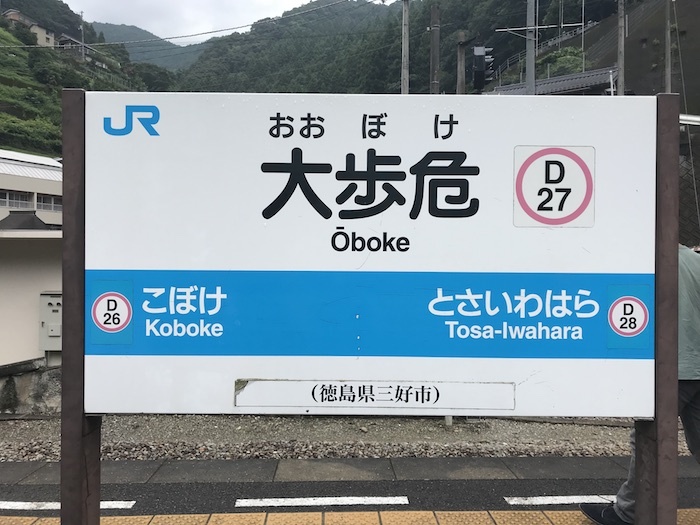 JR
おおぼけ
大歩危
Ōboke
D
27
D
26
こぼけ
Koboke
とさいわはら
Tosa-Iwahara
D
28
(徳島県三好市)